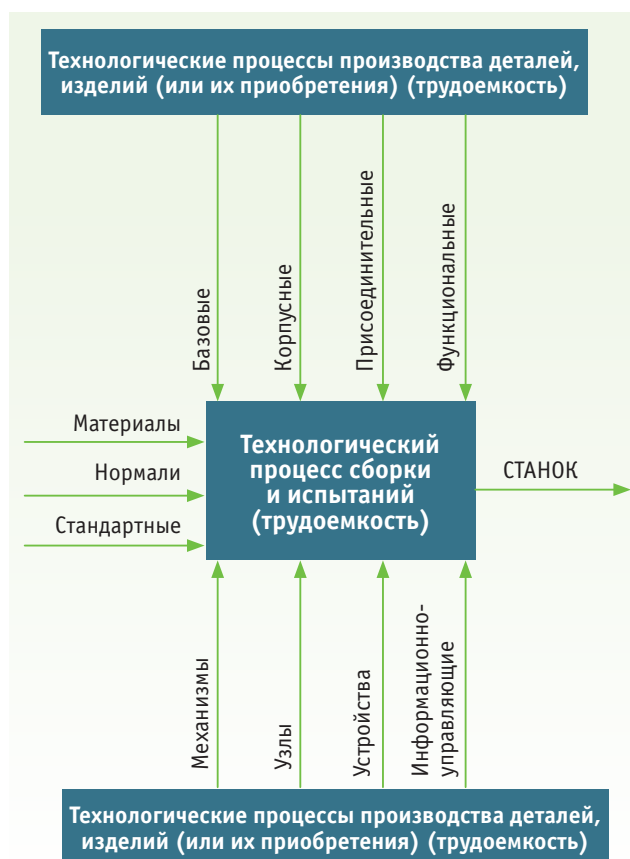 Технологические процессы производства деталей,
изделий (или их приобретения) (трудоемкость)
Базовые
Корпусные
Присоединительные
Функциональные
Материалы
Нормали
Стандартные
Технологический
процесс сборки
и испытаний
(трудоемкость)
СТАНОК
Механизмы
Узлы
Устройства
Информационно-
управляющие
Технологические процессы производства деталей,
изделий (или их приобретения) (трудоемкость)